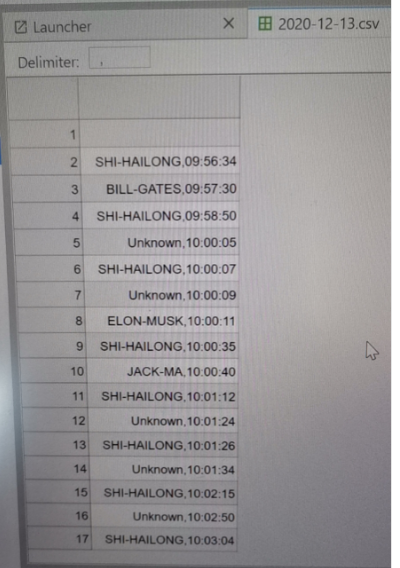 Launcher
2020-12-13.csv
Delimiter: ,
1
2 SHI-HAILONG,09:56:34
3 BILL-GATES,09:57:30
4 SHI-HAILONG,09:58:50
5 Unknown,10:00:05
6 SHI-HAILONG,10:00:07
7 Unknown,10:00:09
8 ELON-MUSK,10:00:11
9 SHI-HAILONG,10:00:35
10 JACK-MA,10:00:40
11 SHI-HAILONG,10:01:12
12 Unknown,10:01:24
13 SHI-HAILONG,10:01:26
14 Unknown,10:01:34
15 SHI-HAILONG,10:02:15
16 Unknown,10:02:50
17 SHI-HAILONG,10:03:04